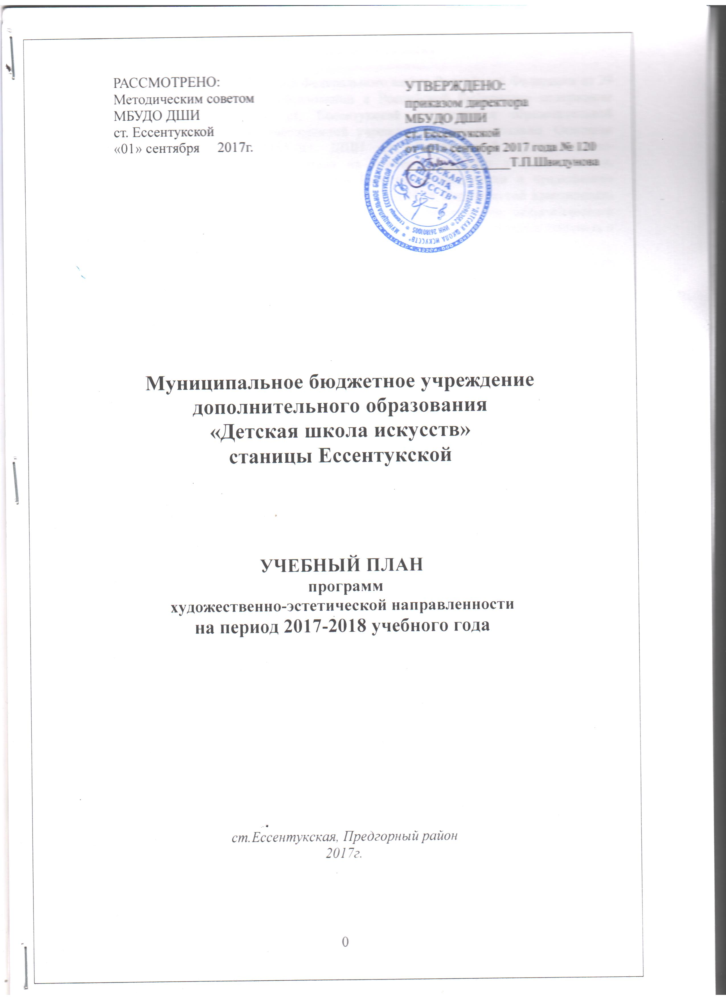 РАССМОТРЕНО:
Методическим советом
МБУДО ДШИ
ст. Ессентукской
«01» сентября 2017г.
УТВЕРЖДЕНО:
приказом директора
МБУДО ДШИ
ст. Ессентукской
от «01» сентября 2017 года № 120
Т.П.Швидунова
"ДЕТСКАЯ
ШКОЛА
ИСКУССТВ"
Муниципальное бюджетное учреждение
дополнительного образования
«Детская школа искусств»
станицы Ессентукской
УЧЕБНЫЙ ПЛАН
программ
художественно-эстетической направленности
на период 2017-2018 учебного года
ст.Ессентукская, Предгорный район
2017г.
0